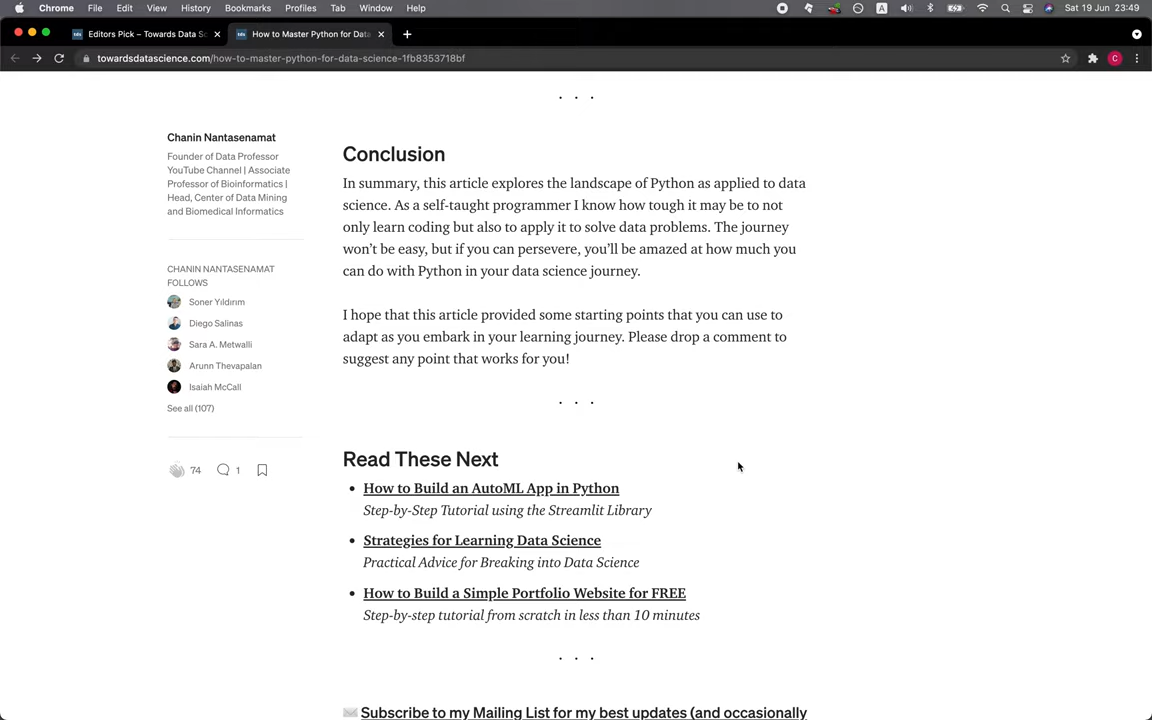 Chrome File Edit View History Bookmarks Profiles Tab Window Help
A
Sat 19 Jun 23:49
tds Editors Pick – Towards Data Sc
tds How to Master Python for Data
towardsdatascience.com/how-to-master-python-for-data-science-1fb8353718bf
C
. . .
Chanin Nantasenamat
Founder of Data Professor
YouTube Channel | Associate
Professor of Bioinformatics |
Head, Center of Data Mining
and Biomedical Informatics
CHANIN NANTASENAMAT
FOLLOWS
Soner Yıldırım
Diego Salinas
Sara A. Metwalli
Arunn Thevapalan
Isaiah McCall
See all (107)
74 1
Conclusion
In summary, this article explores the landscape of Python as applied to data
science. As a self-taught programmer I know how tough it may be to not
only learn coding but also to apply it to solve data problems. The journey
won’t be easy, but if you can persevere, you’ll be amazed at how much you
can do with Python in your data science journey.
I hope that this article provided some starting points that you can use to
adapt as you embark in your learning journey. Please drop a comment to
suggest any point that works for you!
. . .
Read These Next
• How to Build an AutoML App in Python
Step-by-Step Tutorial using the Streamlit Library
• Strategies for Learning Data Science
Practical Advice for Breaking into Data Science
• How to Build a Simple Portfolio Website for FREE
Step-by-step tutorial from scratch in less than 10 minutes
. . .
Subscribe to my Mailing List for my best updates (and occasionally